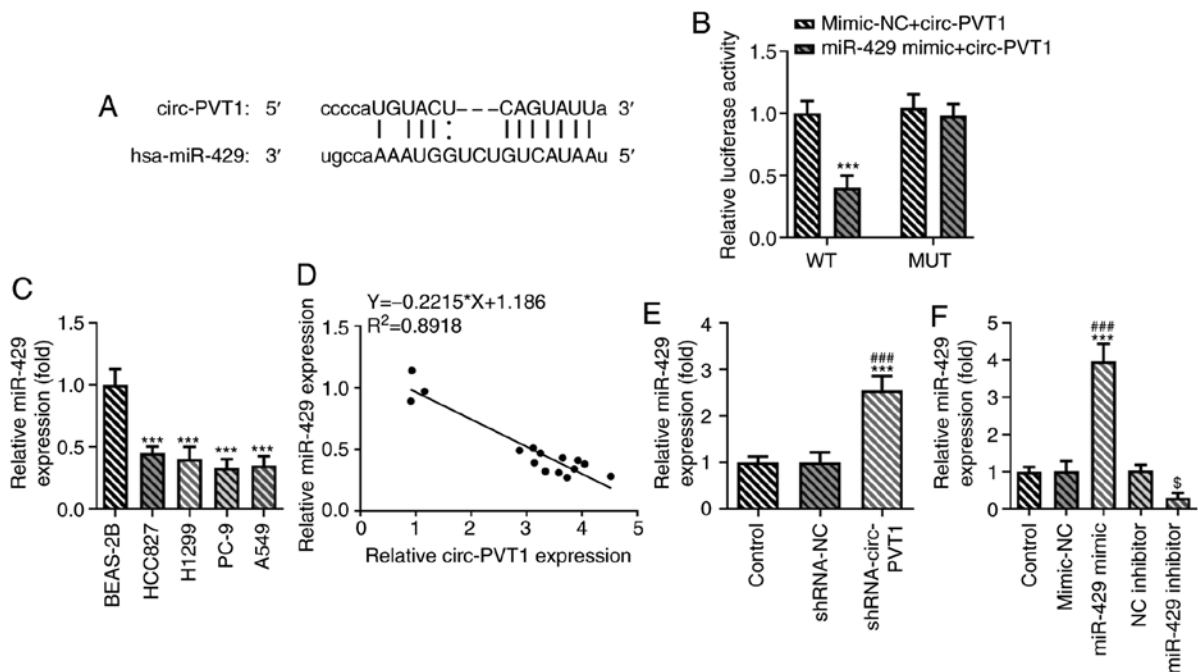 A
circ-PVT1: 5′ ccccaUGUACU---CAGUAUUa 3′
hsa-miR-429: 3′ ugccaAAAUGGUCUGUCAUAAu 5′
B
Mimic-NC+circ-PVT1
miR-429 mimic+circ-PVT1
Relative luciferase activity
1.5
1.0
0.5
0.0
***
WT MUT
C
Relative miR-429
expression (fold)
1.5
1.0
0.5
0.0
*** *** *** ***
BEAS-2B
HCC827
H1299
PC-9
A549
D
Y=−0.2215*X+1.186
R²=0.8918
Relative miR-429 expression
1.5
1.0
0.5
0.0
0 1 2 3 4 5
Relative circ-PVT1 expression
E
Relative miR-429
expression (fold)
4
3
2
1
0
###
***
Control
shRNA-NC
shRNA-circ-
PVT1
F
Relative miR-429
expression (fold)
5
4
3
2
1
0
###
***
$
Control
Mimic-NC
miR-429 mimic
NC inhibitor
miR-429 inhibitor